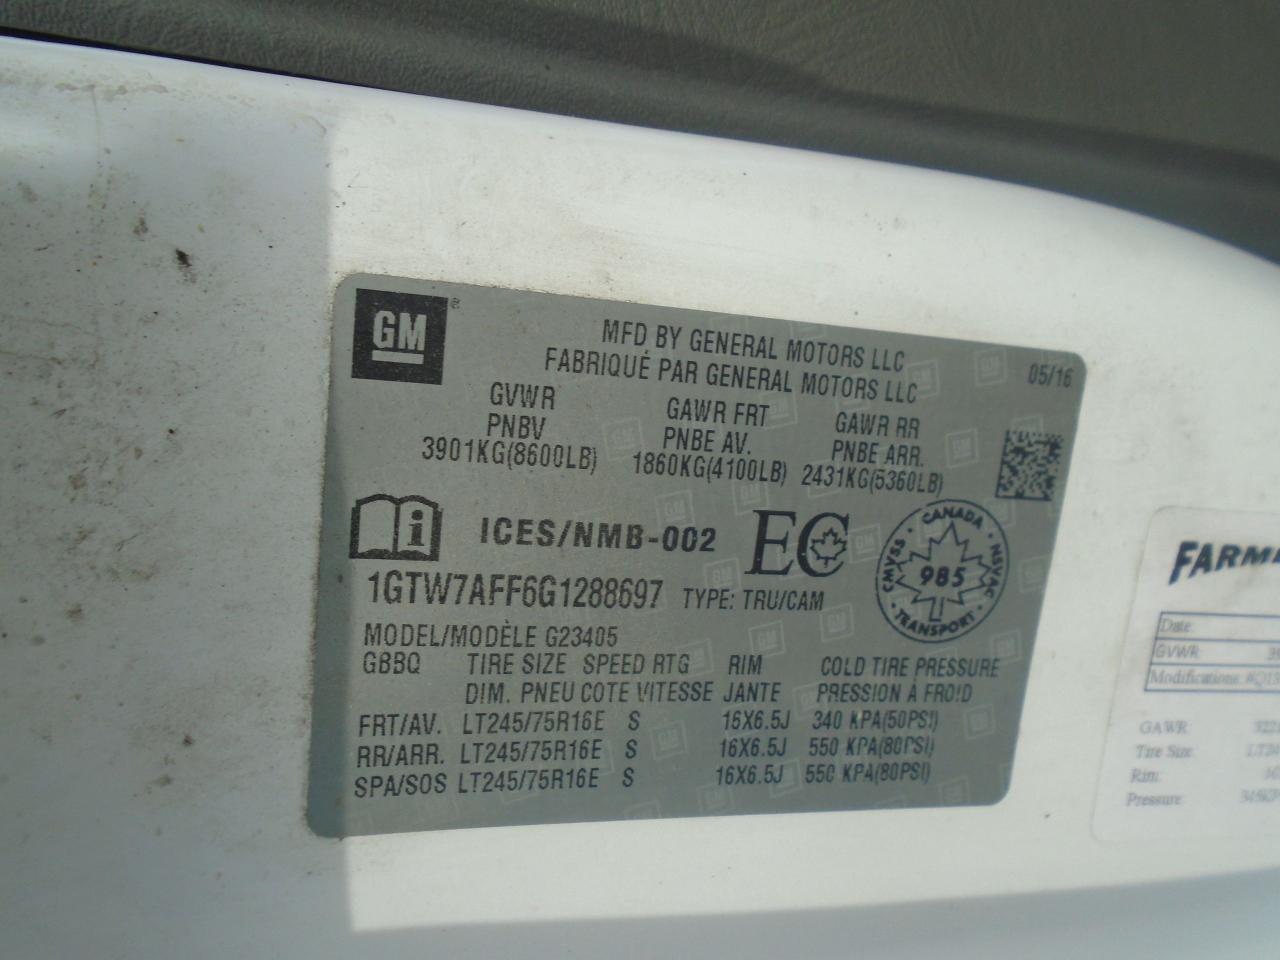 GM ®
MFD BY GENERAL MOTORS LLC
FABRIQUÉ PAR GENERAL MOTORS LLC
05/16
GVWR GAWR FRT GAWR RR
PNBV PNBE AV. PNBE ARR.
3901KG(8600LB) 1860KG(4100LB) 2431KG(5360LB)
i ICES/NMB-002 EC
CANADA
CMVSS 985 NSVAC
TRANSPORT
1GTW7AFF6G1288697 TYPE: TRU/CAM
MODEL/MODÈLE G23405
GBBQ TIRE SIZE SPEED RTG RIM COLD TIRE PRESSURE
DIM. PNEU COTE VITESSE JANTE PRESSION A FROID
FRT/AV. LT245/75R16E S 16X6.5J 340 KPA(50PSI)
RR/ARR. LT245/75R16E S 16X6.5J 550 KPA(80PSI)
SPA/SOS LT245/75R16E S 16X6.5J 550 KPA(80PSI)
Date:
GVWR:
Modifications:
GAWR:
Tire Size:
Rim:
Pressure: